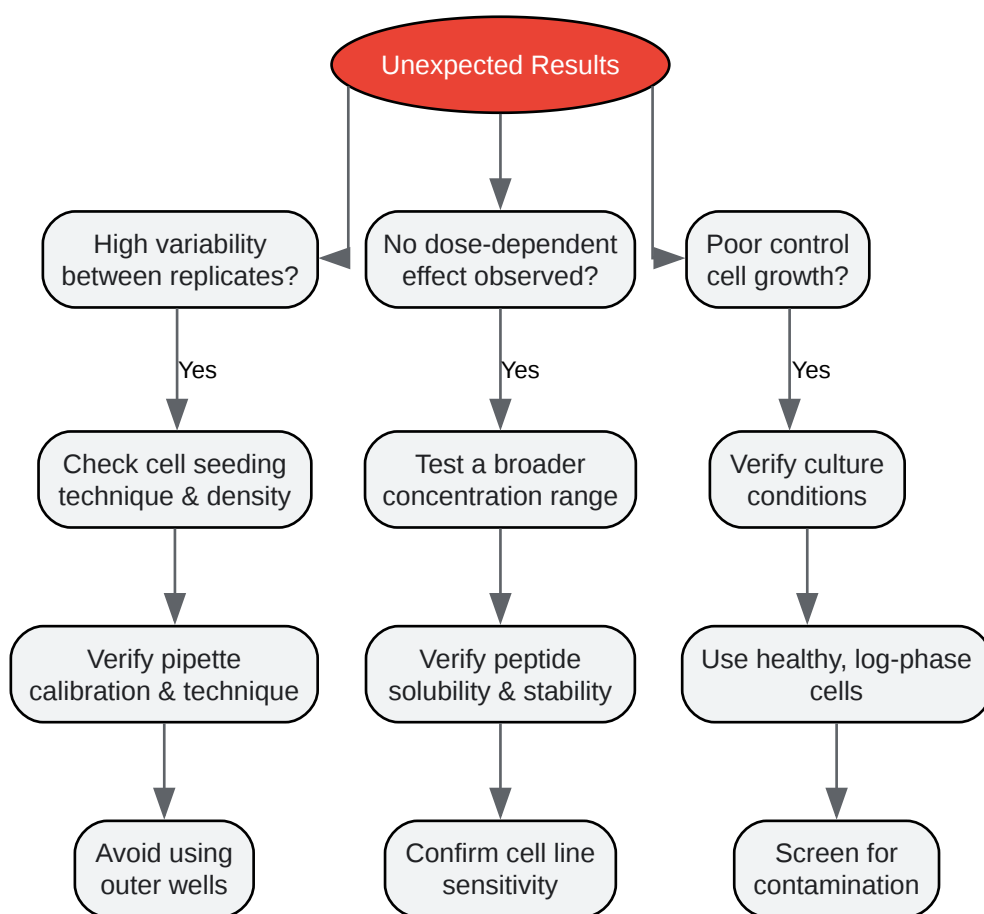 Unexpected Results
High variability
between replicates?
No dose-dependent
effect observed?
Poor control
cell growth?
Yes
Yes
Yes
Check cell seeding
technique & density
Test a broader
concentration range
Verify culture
conditions
Verify pipette
calibration & technique
Verify peptide
solubility & stability
Use healthy, log-phase
cells
Avoid using
outer wells
Confirm cell line
sensitivity
Screen for
contamination